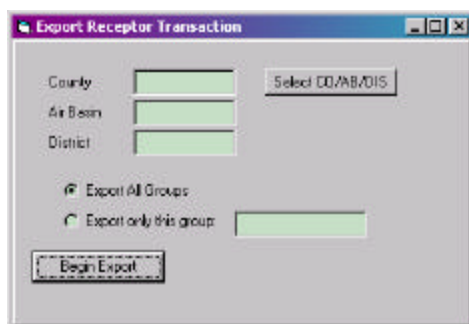 Export Receptor Transaction
County
Select CO/AB/DIS
Air Basin
District
Export All Groups
Export only this group:
Begin Export